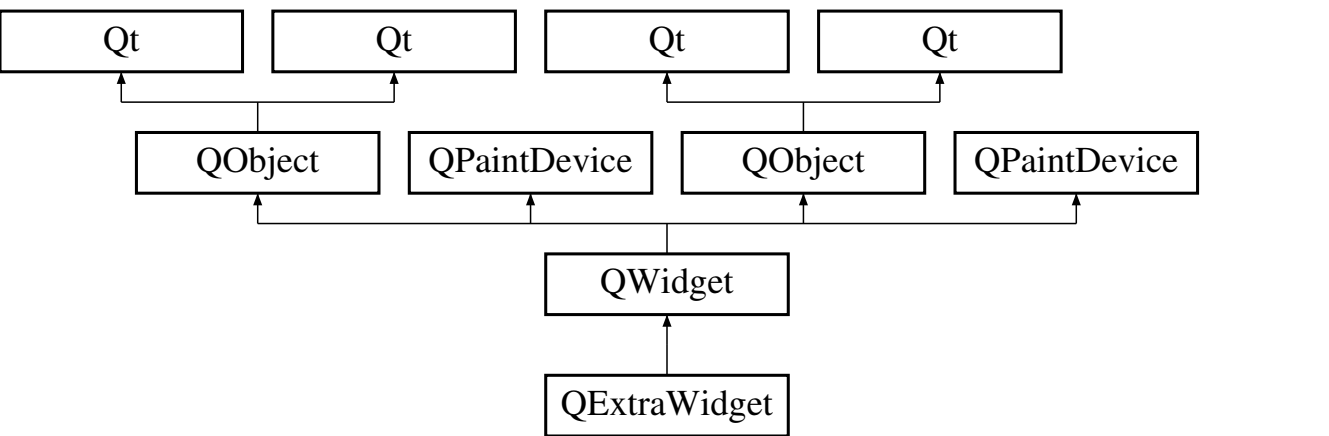 Qt Qt Qt Qt
QObject QPaintDevice QObject QPaintDevice
QWidget
QExtraWidget